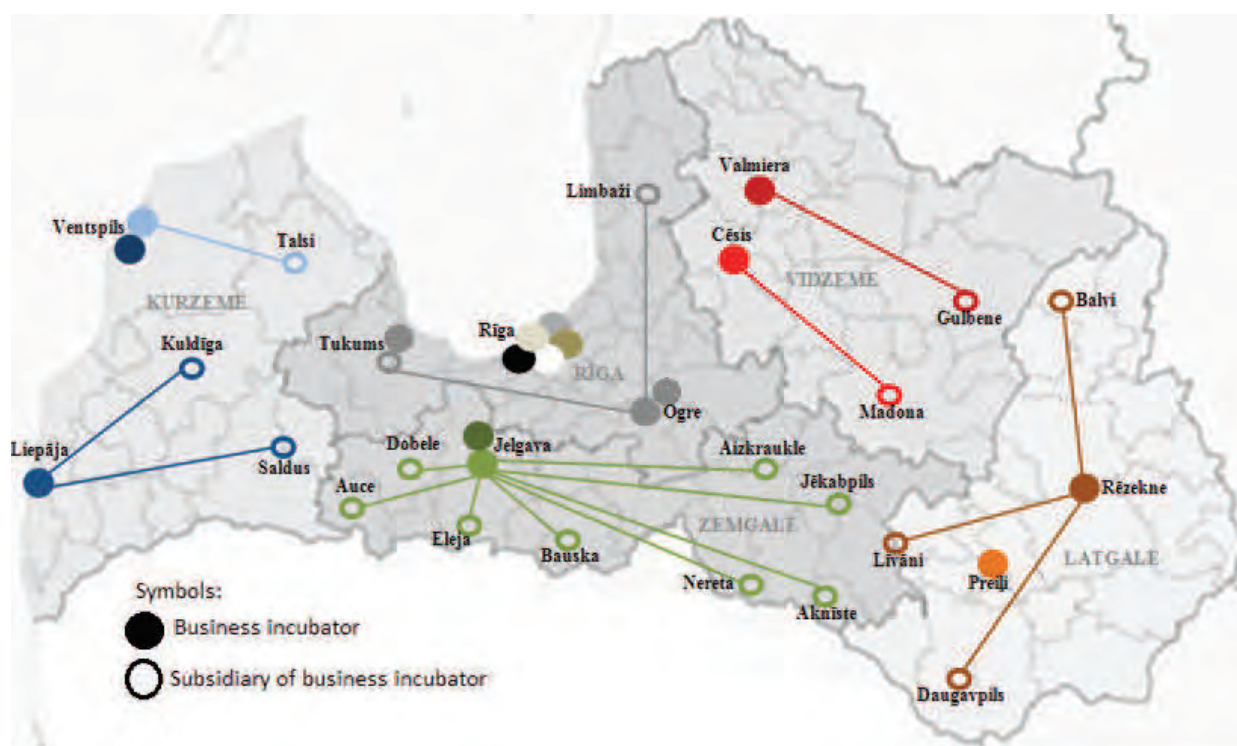 Valmiera
Limbaži
Cēsis
Ventspils
Talsi
VIDZEME
KURZEME
Balvi
Gulbene
Rīga
Kuldīga
Tukums
RĪGA
Madona
Ogre
Liepāja
Dobele
Jelgava
Aizkraukle
Saldus
Auce
Jēkabpils
Rēzekne
ZEMGALE
Eleja
Bauska
Līvāni
LATGALE
Nereta
Preiļi
Aknīste
Symbols:
Business incubator
Subsidiary of business incubator
Daugavpils